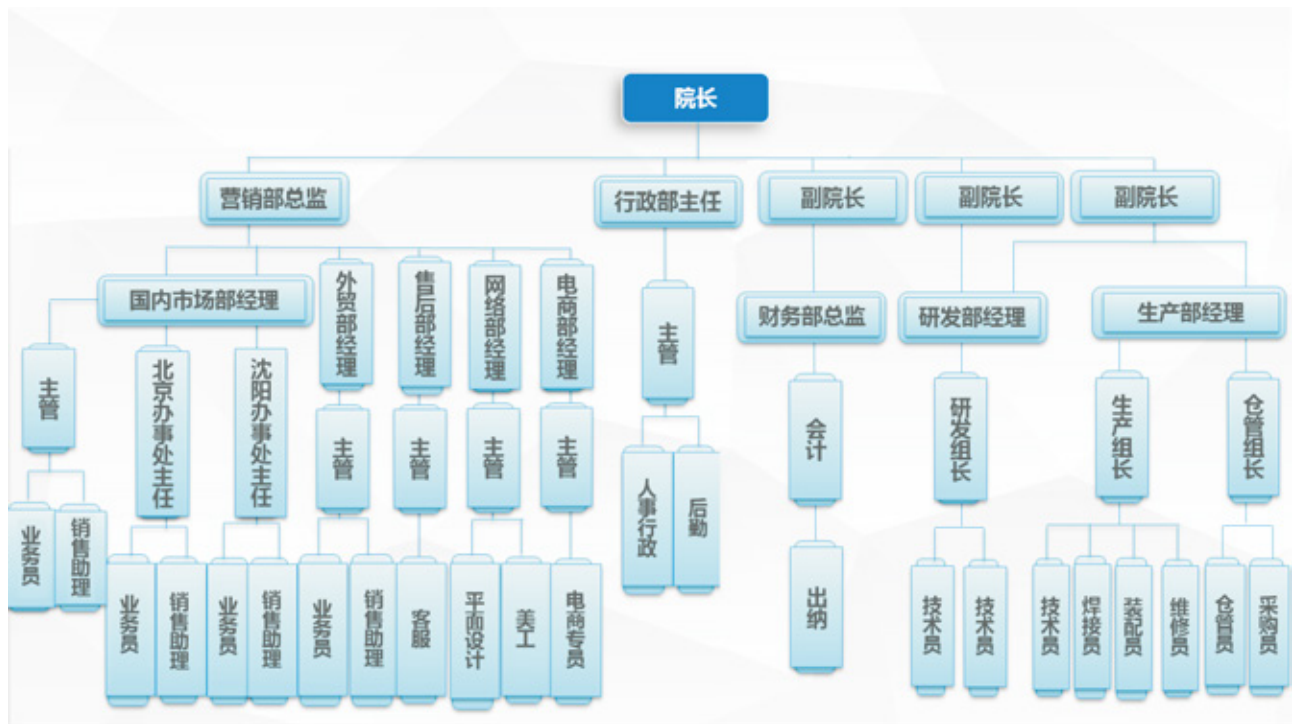 院长
营销部总监
行政部主任
副院长
副院长
副院长
国内市场部经理
外贸部经理
售后部经理
网络部经理
电商部经理
主管
财务部总监
研发部经理
生产部经理
主管
北京办事处主任
沈阳办事处主任
主管
主管
主管
主管
会计
研发组长
生产组长
仓管组长
人事行政
后勤
业务员
销售助理
业务员
销售助理
业务员
销售助理
业务员
销售助理
客服
平面设计
美工
电商专员
出纳
技术员
技术员
技术员
焊接员
装配员
维修员
仓管员
采购员